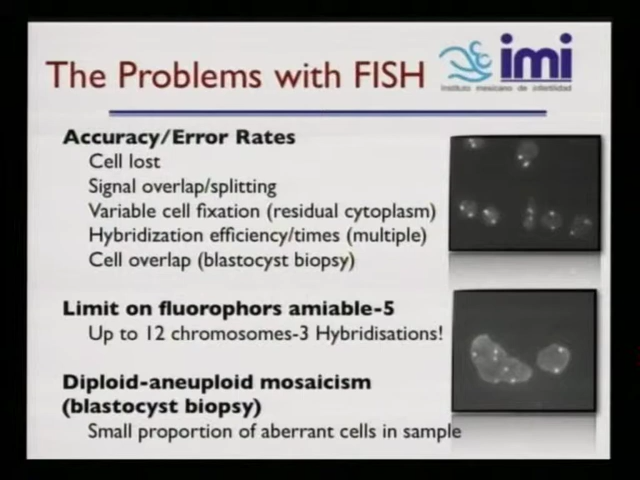 The Problems with FISH
imi
Instituto mexicano de infertilidad
Accuracy/Error Rates
Cell lost
Signal overlap/splitting
Variable cell fixation (residual cytoplasm)
Hybridization efficiency/times (multiple)
Cell overlap (blastocyst biopsy)
Limit on fluorophors amiable-5
Up to 12 chromosomes-3 Hybridisations!
Diploid-aneuploid mosaicism
(blastocyst biopsy)
Small proportion of aberrant cells in sample